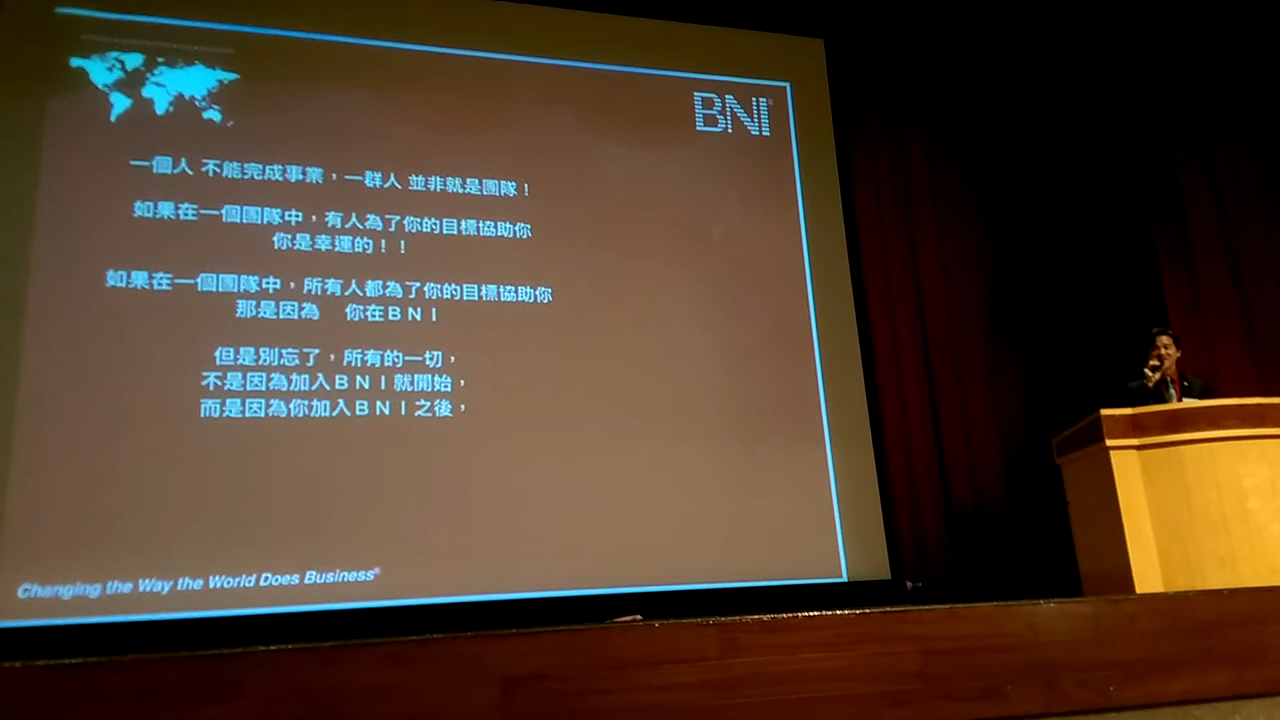 BNI
一個人 不能完成事業，一群人 並非就是團隊！
如果在一個團隊中，有人為了你的目標協助你
你是幸運的！！
如果在一個團隊中，所有人都為了你的目標協助你
那是因為　你在ＢＮＩ
但是別忘了，所有的一切，
不是因為加入ＢＮＩ就開始，
而是因為你加入ＢＮＩ之後，
Changing the Way the World Does Business®